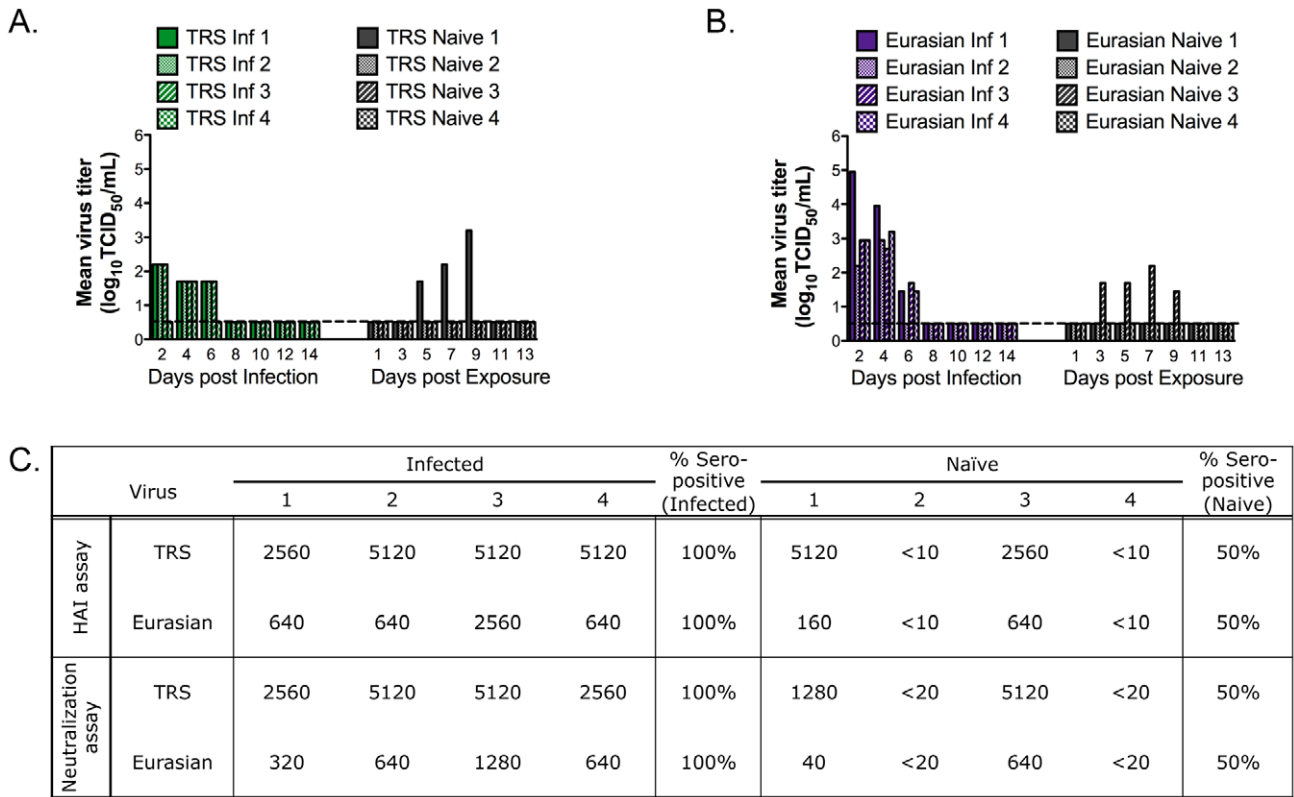 A.
TRS Inf 1
TRS Inf 2
TRS Inf 3
TRS Inf 4
TRS Naive 1
TRS Naive 2
TRS Naive 3
TRS Naive 4
Mean virus titer
(log10TCID50/mL)
6
5
4
3
2
1
0
2 4 6 8 10 12 14
1 3 5 7 9 11 13
Days post Infection
Days post Exposure
B.
Eurasian Inf 1
Eurasian Inf 2
Eurasian Inf 3
Eurasian Inf 4
Eurasian Naive 1
Eurasian Naive 2
Eurasian Naive 3
Eurasian Naive 4
Mean virus titer
(log10TCID50/mL)
6
5
4
3
2
1
0
2 4 6 8 10 12 14
1 3 5 7 9 11 13
Days post Infection
Days post Exposure
C.
Virus
Infected
1 2 3 4
% Sero-
positive
(Infected)
Naïve
1 2 3 4
% Sero-
positive
(Naive)
HAI assay
TRS 2560 5120 5120 5120 100% 5120 <10 2560 <10 50%
Eurasian 640 640 2560 640 100% 160 <10 640 <10 50%
Neutralization
assay
TRS 2560 5120 5120 2560 100% 1280 <20 5120 <20 50%
Eurasian 320 640 1280 640 100% 40 <20 640 <20 50%